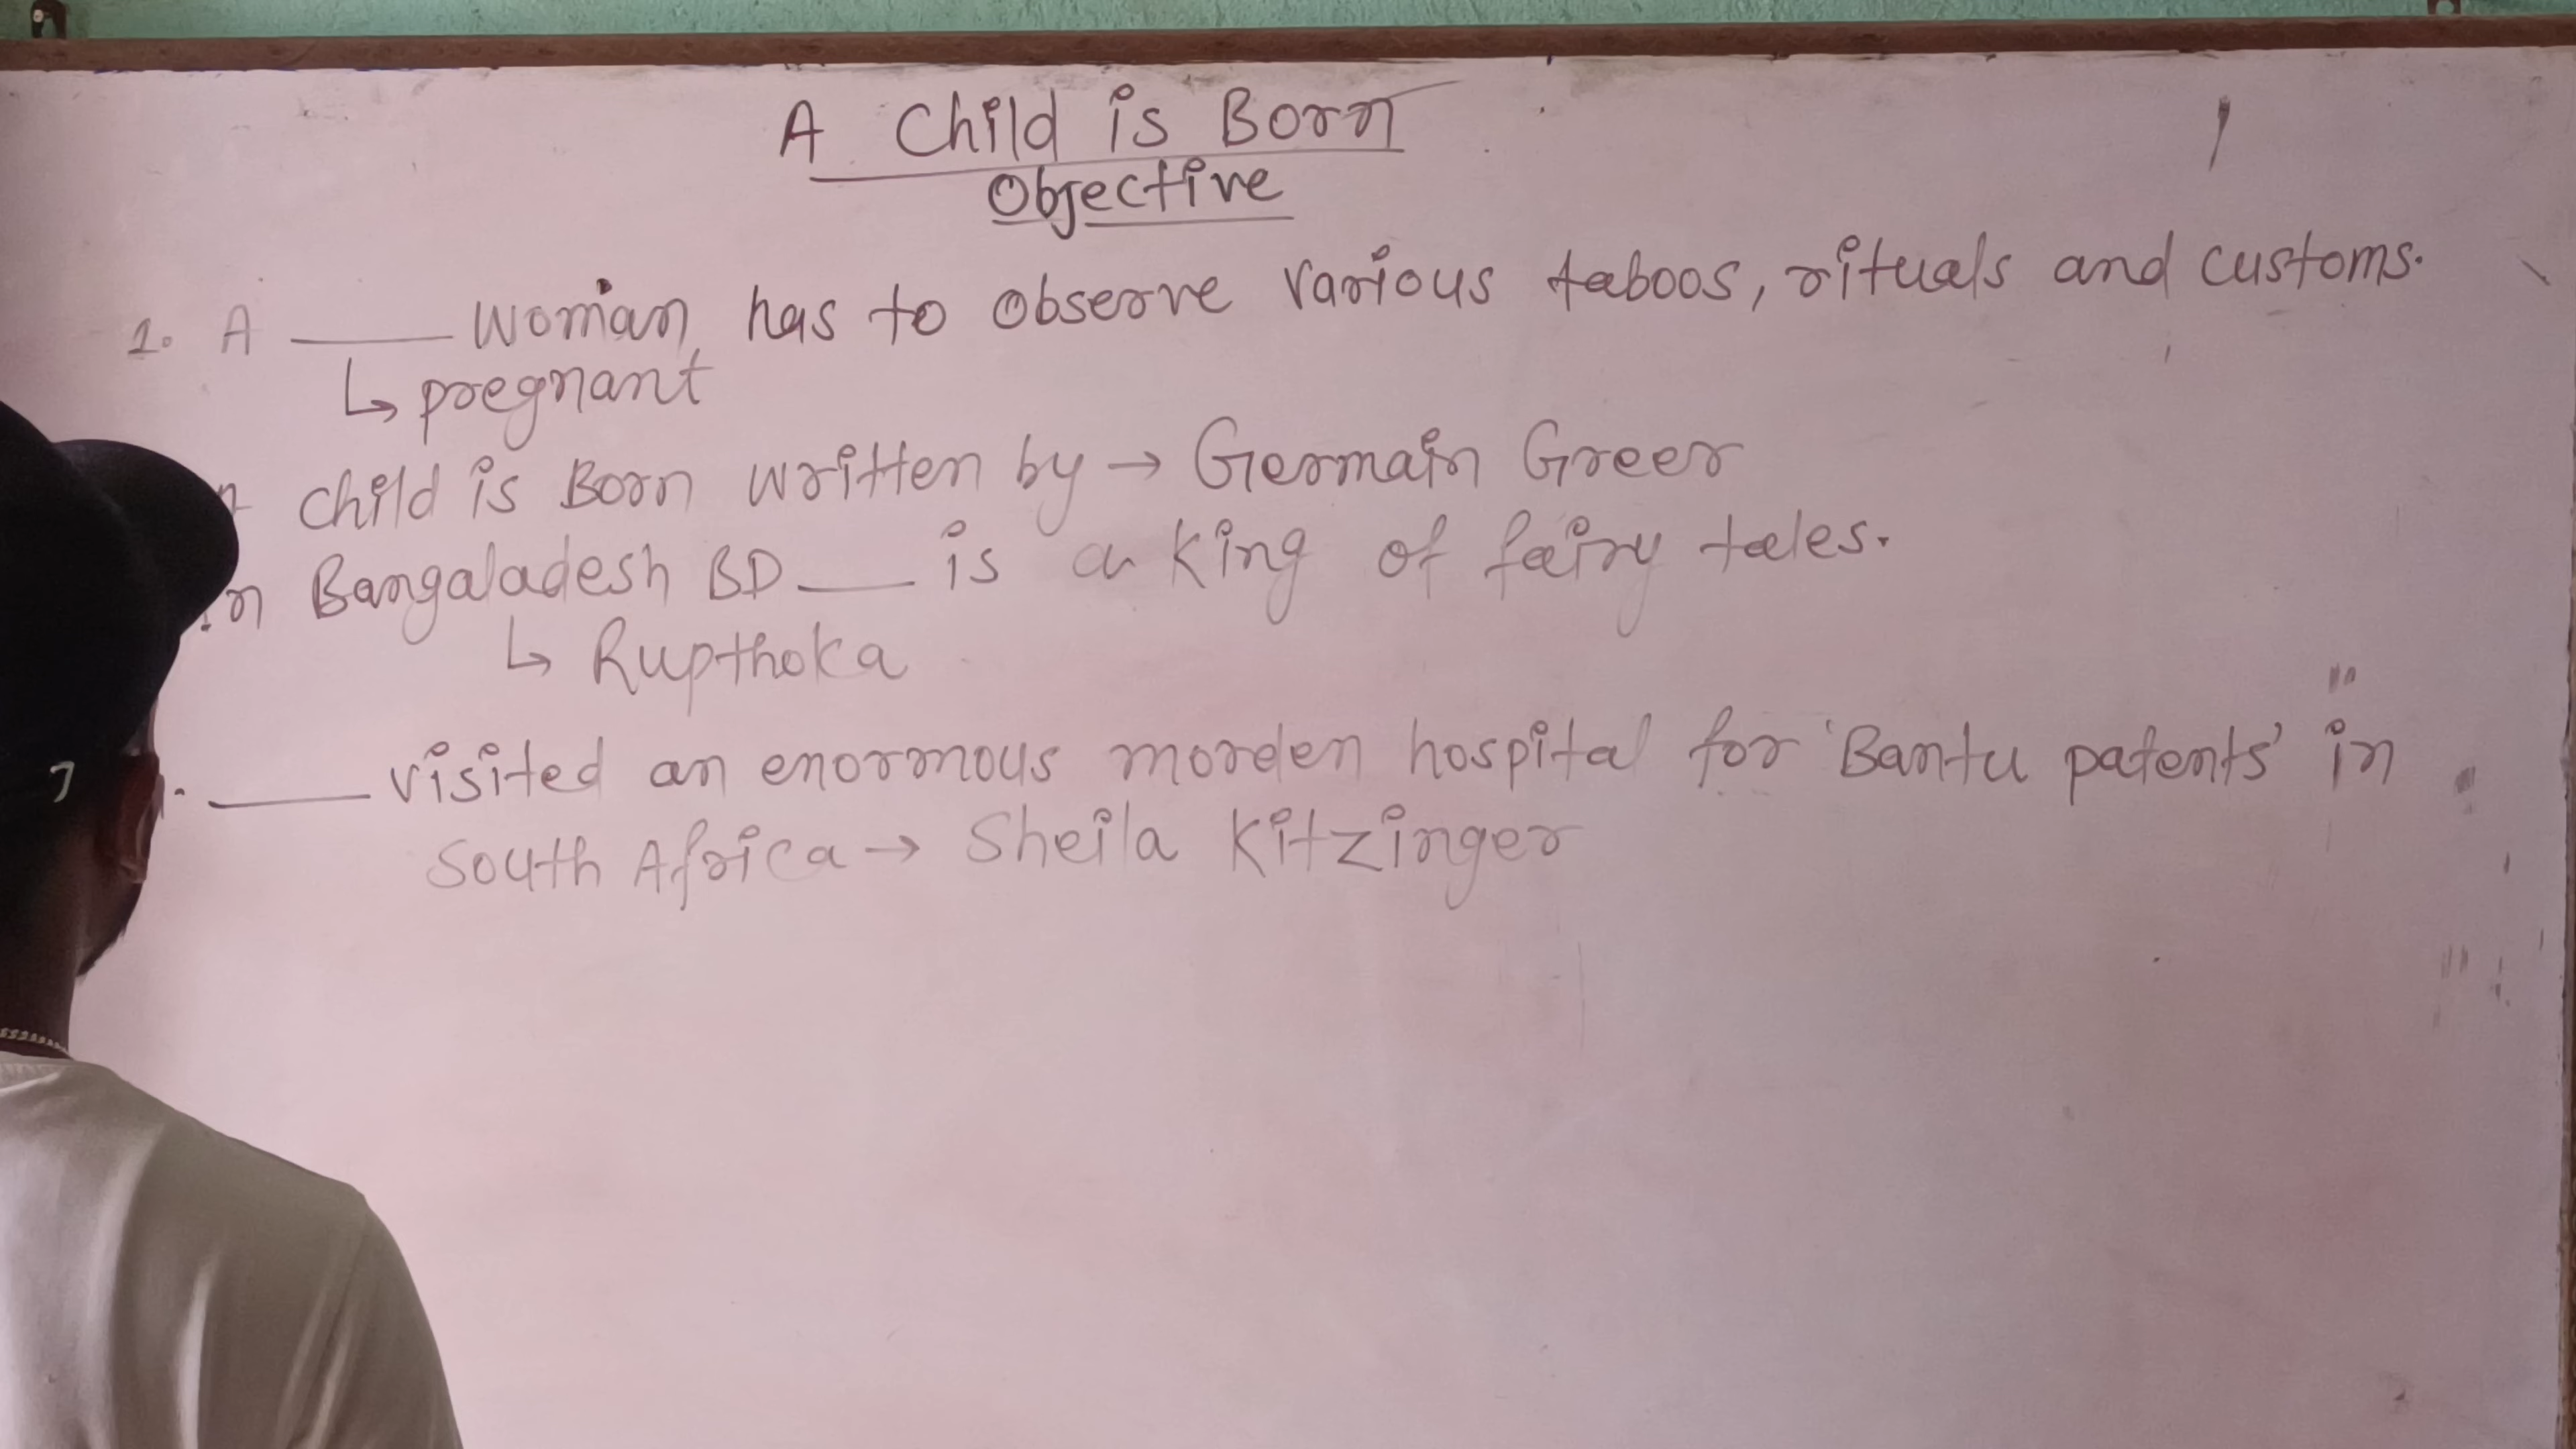 A Child is Born
Objective
1. A ____ Woman has to observe various taboos, rituals and customs.
↳ pregnant
child is Born written by → Germain Greer
Bangaladesh BD ____ is a King of fairy tales.
↳ Rupthoka
. ____ visited an enormous morden hospital for 'Bantu patents' in
South Africa → Sheila Kitzinger